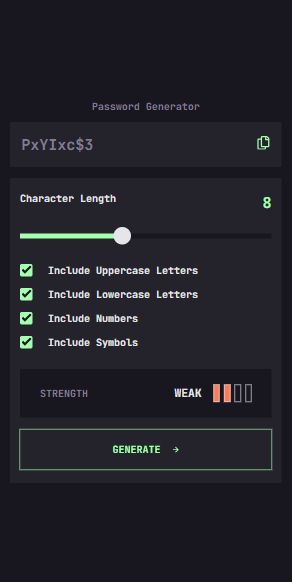 Password Generator
PxYIxc$3
Character Length 8
Include Uppercase Letters
Include Lowercase Letters
Include Numbers
Include Symbols
STRENGTH WEAK
GENERATE →